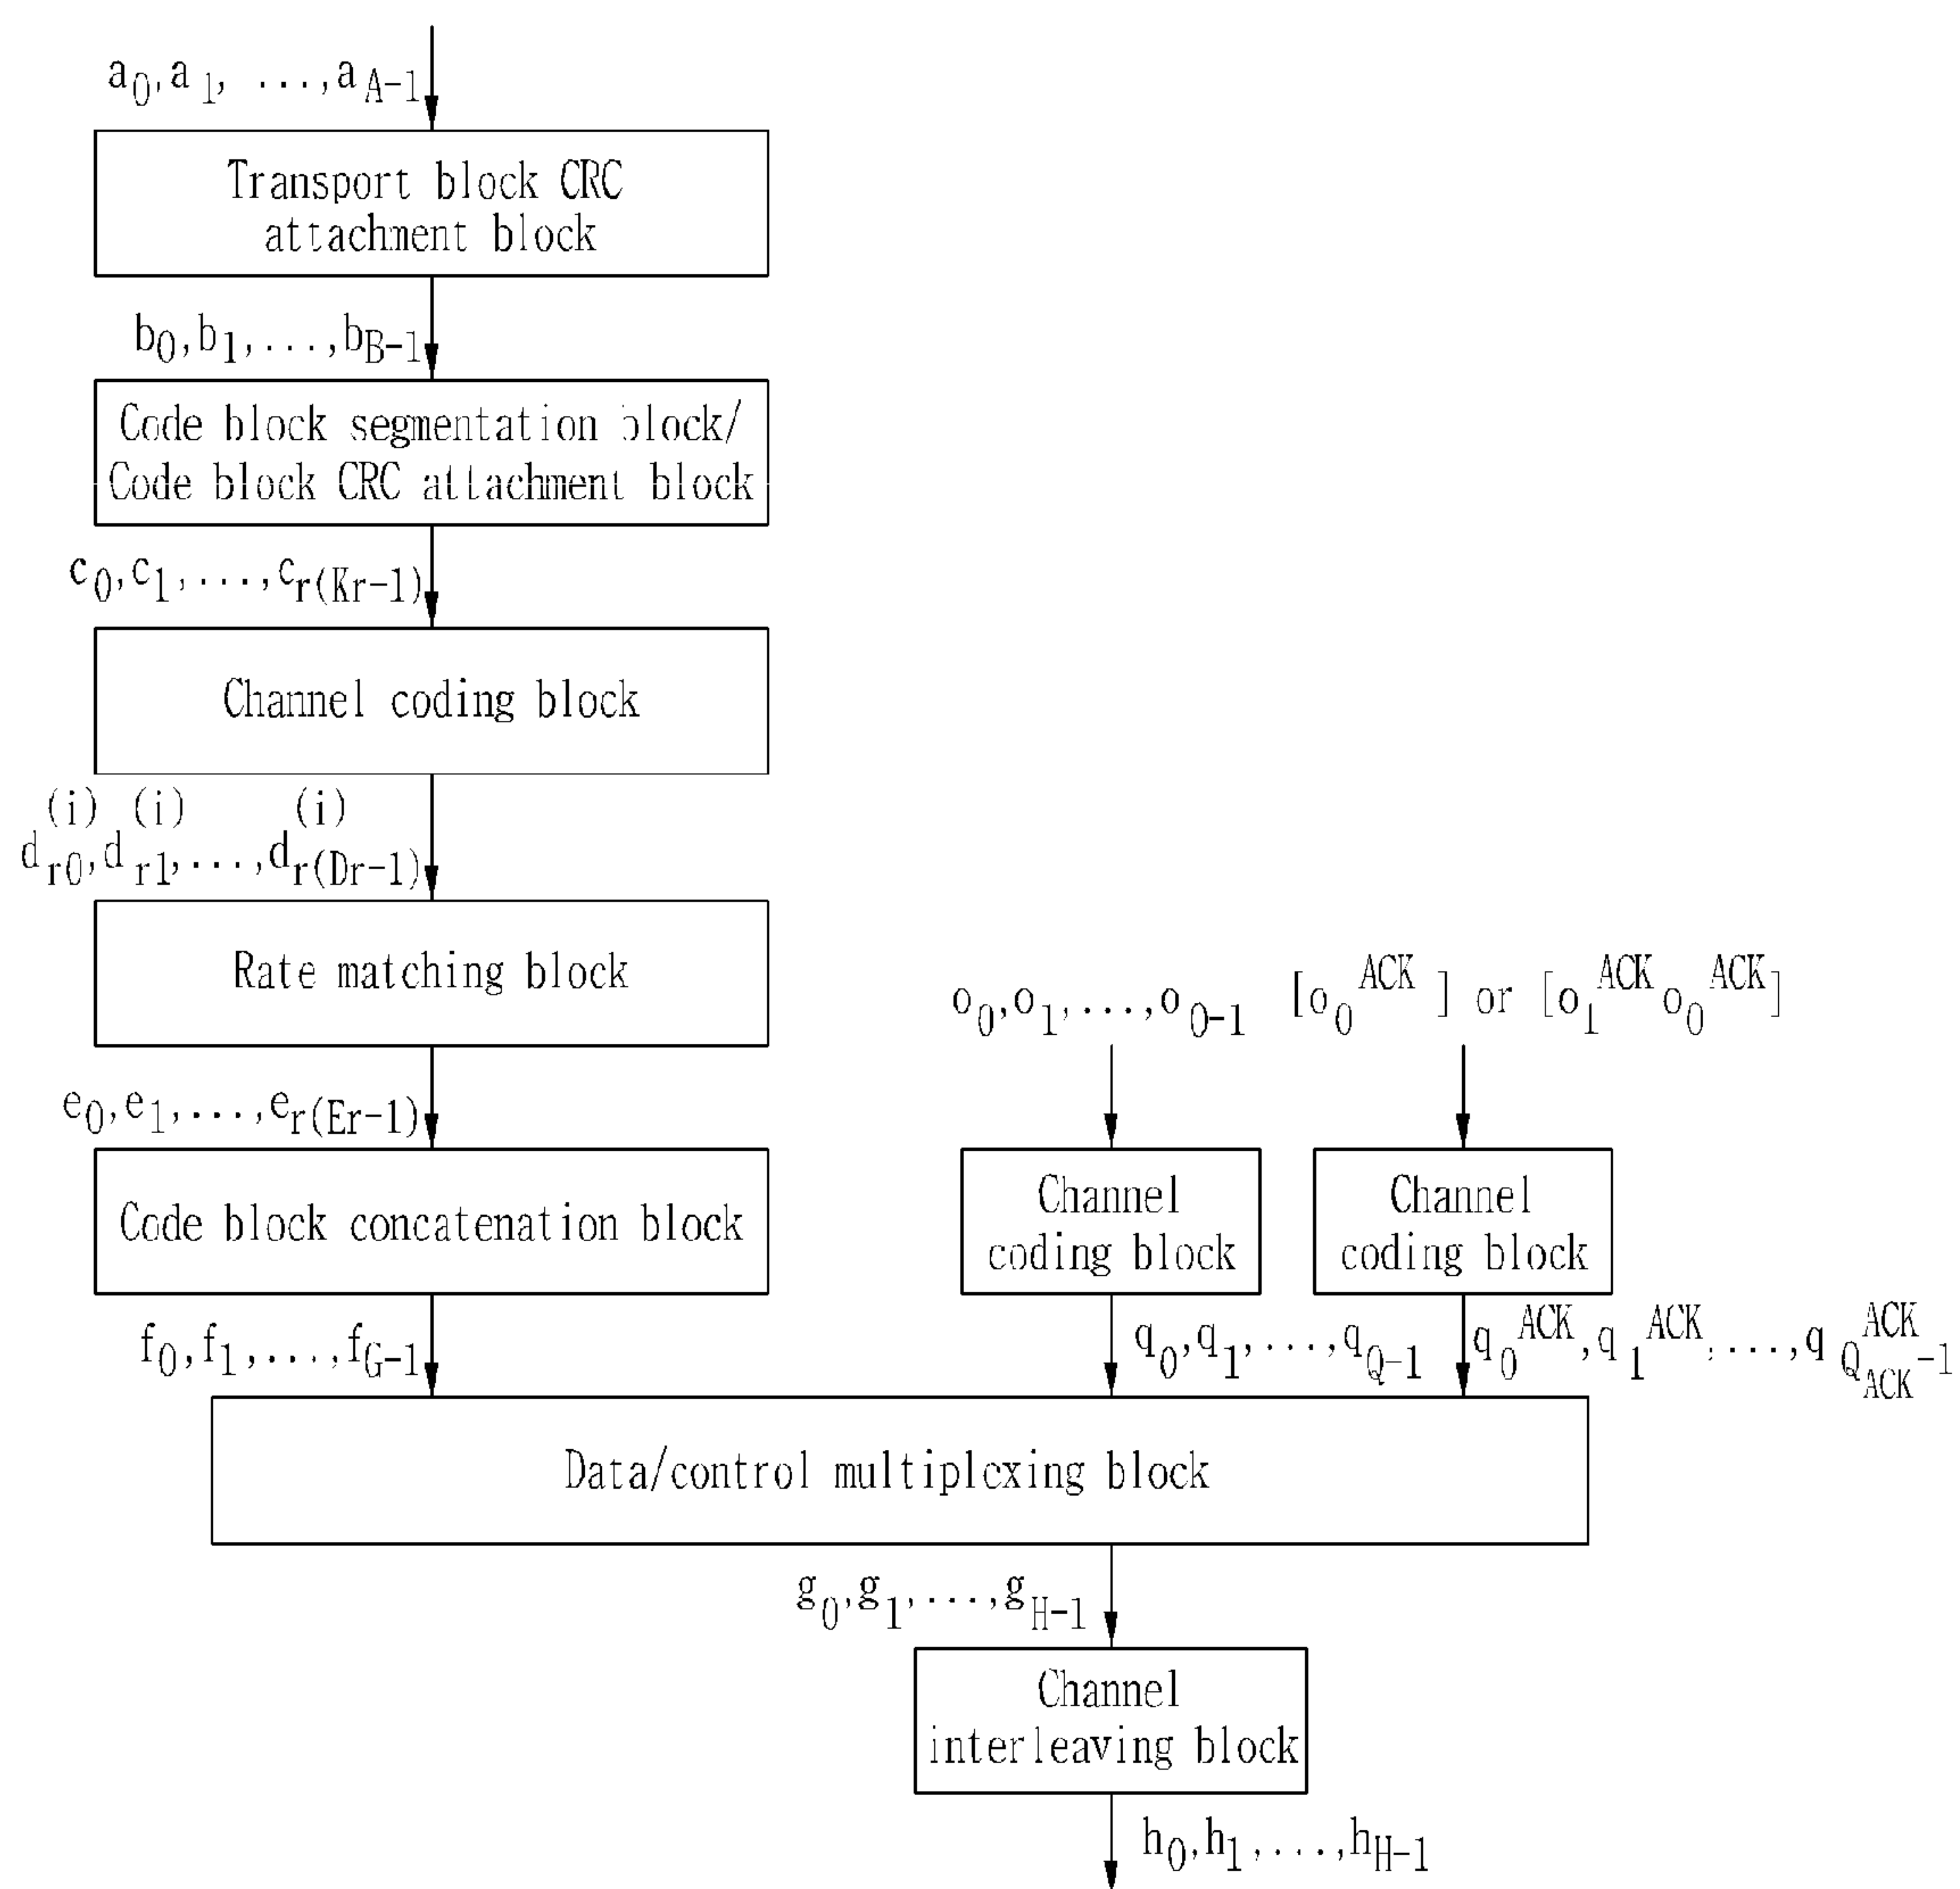 a0,a1, ...,aA-1
Transport block CRC
attachment block
b0,b1,...,bB-1
Code block segmentation block/
Code block CRC attachment block
c0,c1,...,cr(Kr-1)
Channel coding block
dr0(i),dr1(i),...,dr(Dr-1)(i)
Rate matching block
o0,o1,...,oO-1 [o0ACK ] or [o1ACKo0ACK]
e0,e1,...,er(Er-1)
Code block concatenation block
Channel
coding block
Channel
coding block
f0,f1,...,fG-1
q0,q1,...,qQ-1
q0ACK,q1ACK,...,qQACK-1ACK
Data/control multiplexing block
g0,g1,...,gH-1
Channel
interleaving block
h0,h1,....,hH-1